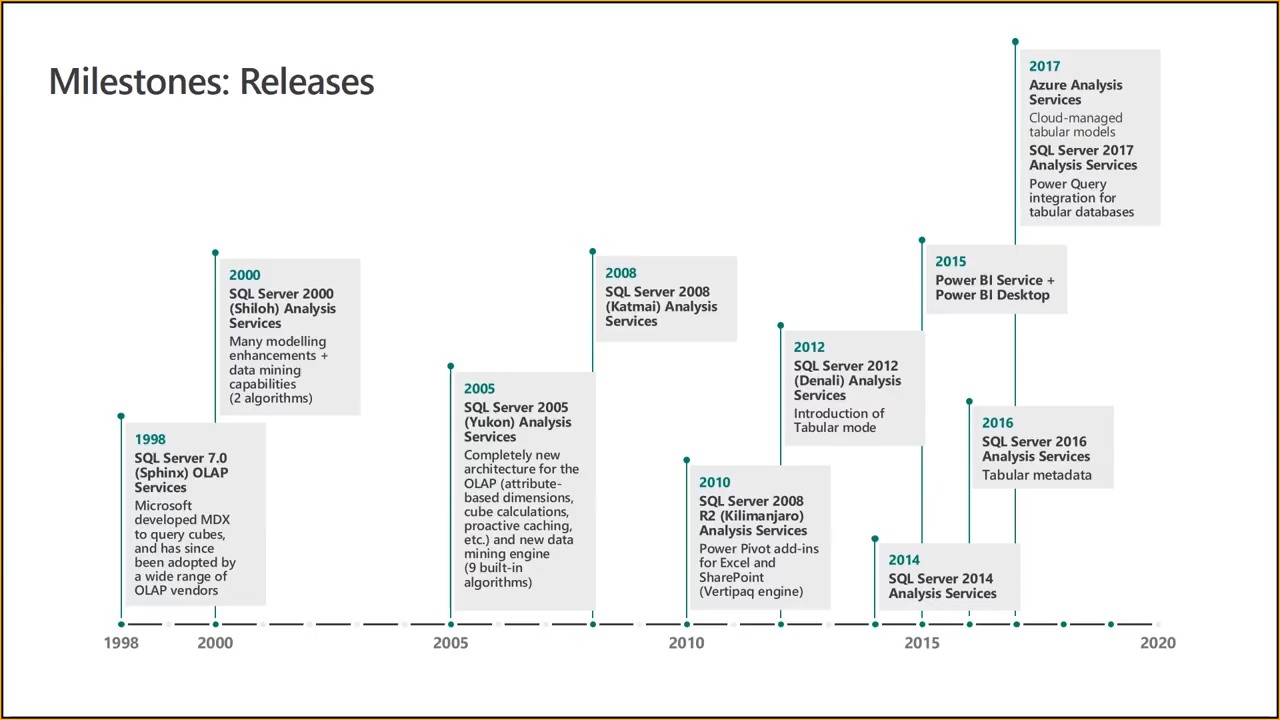 Milestones: Releases
1998
SQL Server 7.0
(Sphinx) OLAP
Services
Microsoft
developed MDX
to query cubes,
and has since
been adopted by
a wide range of
OLAP vendors
2000
SQL Server 2000
(Shiloh) Analysis
Services
Many modelling
enhancements +
data mining
capabilities
(2 algorithms)
2005
SQL Server 2005
(Yukon) Analysis
Services
Completely new
architecture for the
OLAP (attribute-
based dimensions,
cube calculations,
proactive caching,
etc.) and new data
mining engine
(9 built-in
algorithms)
2008
SQL Server 2008
(Katmai) Analysis
Services
2010
SQL Server 2008
R2 (Kilimanjaro)
Analysis Services
Power Pivot add-ins
for Excel and
SharePoint
(Vertipaq engine)
2012
SQL Server 2012
(Denali) Analysis
Services
Introduction of
Tabular mode
2014
SQL Server 2014
Analysis Services
2015
Power BI Service +
Power BI Desktop
2016
SQL Server 2016
Analysis Services
Tabular metadata
2017
Azure Analysis
Services
Cloud-managed
tabular models
SQL Server 2017
Analysis Services
Power Query
integration for
tabular databases
1998 2000 2005 2010 2015 2020